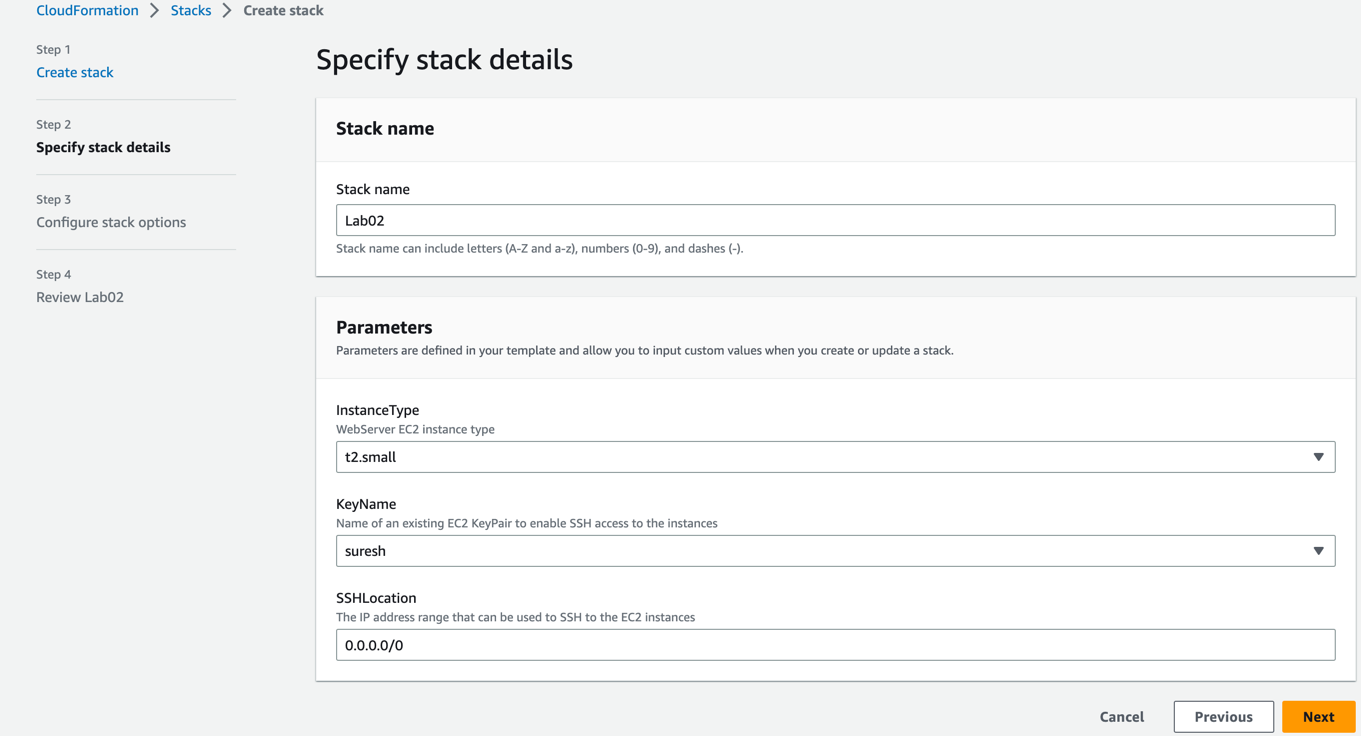 CloudFormation > Stacks > Create stack
Step 1
Create stack
Step 2
Specify stack details
Step 3
Configure stack options
Step 4
Review Lab02
Specify stack details
Stack name
Stack name
Lab02
Stack name can include letters (A-Z and a-z), numbers (0-9), and dashes (-).
Parameters
Parameters are defined in your template and allow you to input custom values when you create or update a stack.
InstanceType
WebServer EC2 instance type
t2.small
KeyName
Name of an existing EC2 KeyPair to enable SSH access to the instances
suresh
SSHLocation
The IP address range that can be used to SSH to the EC2 instances
0.0.0.0/0
Cancel Previous Next